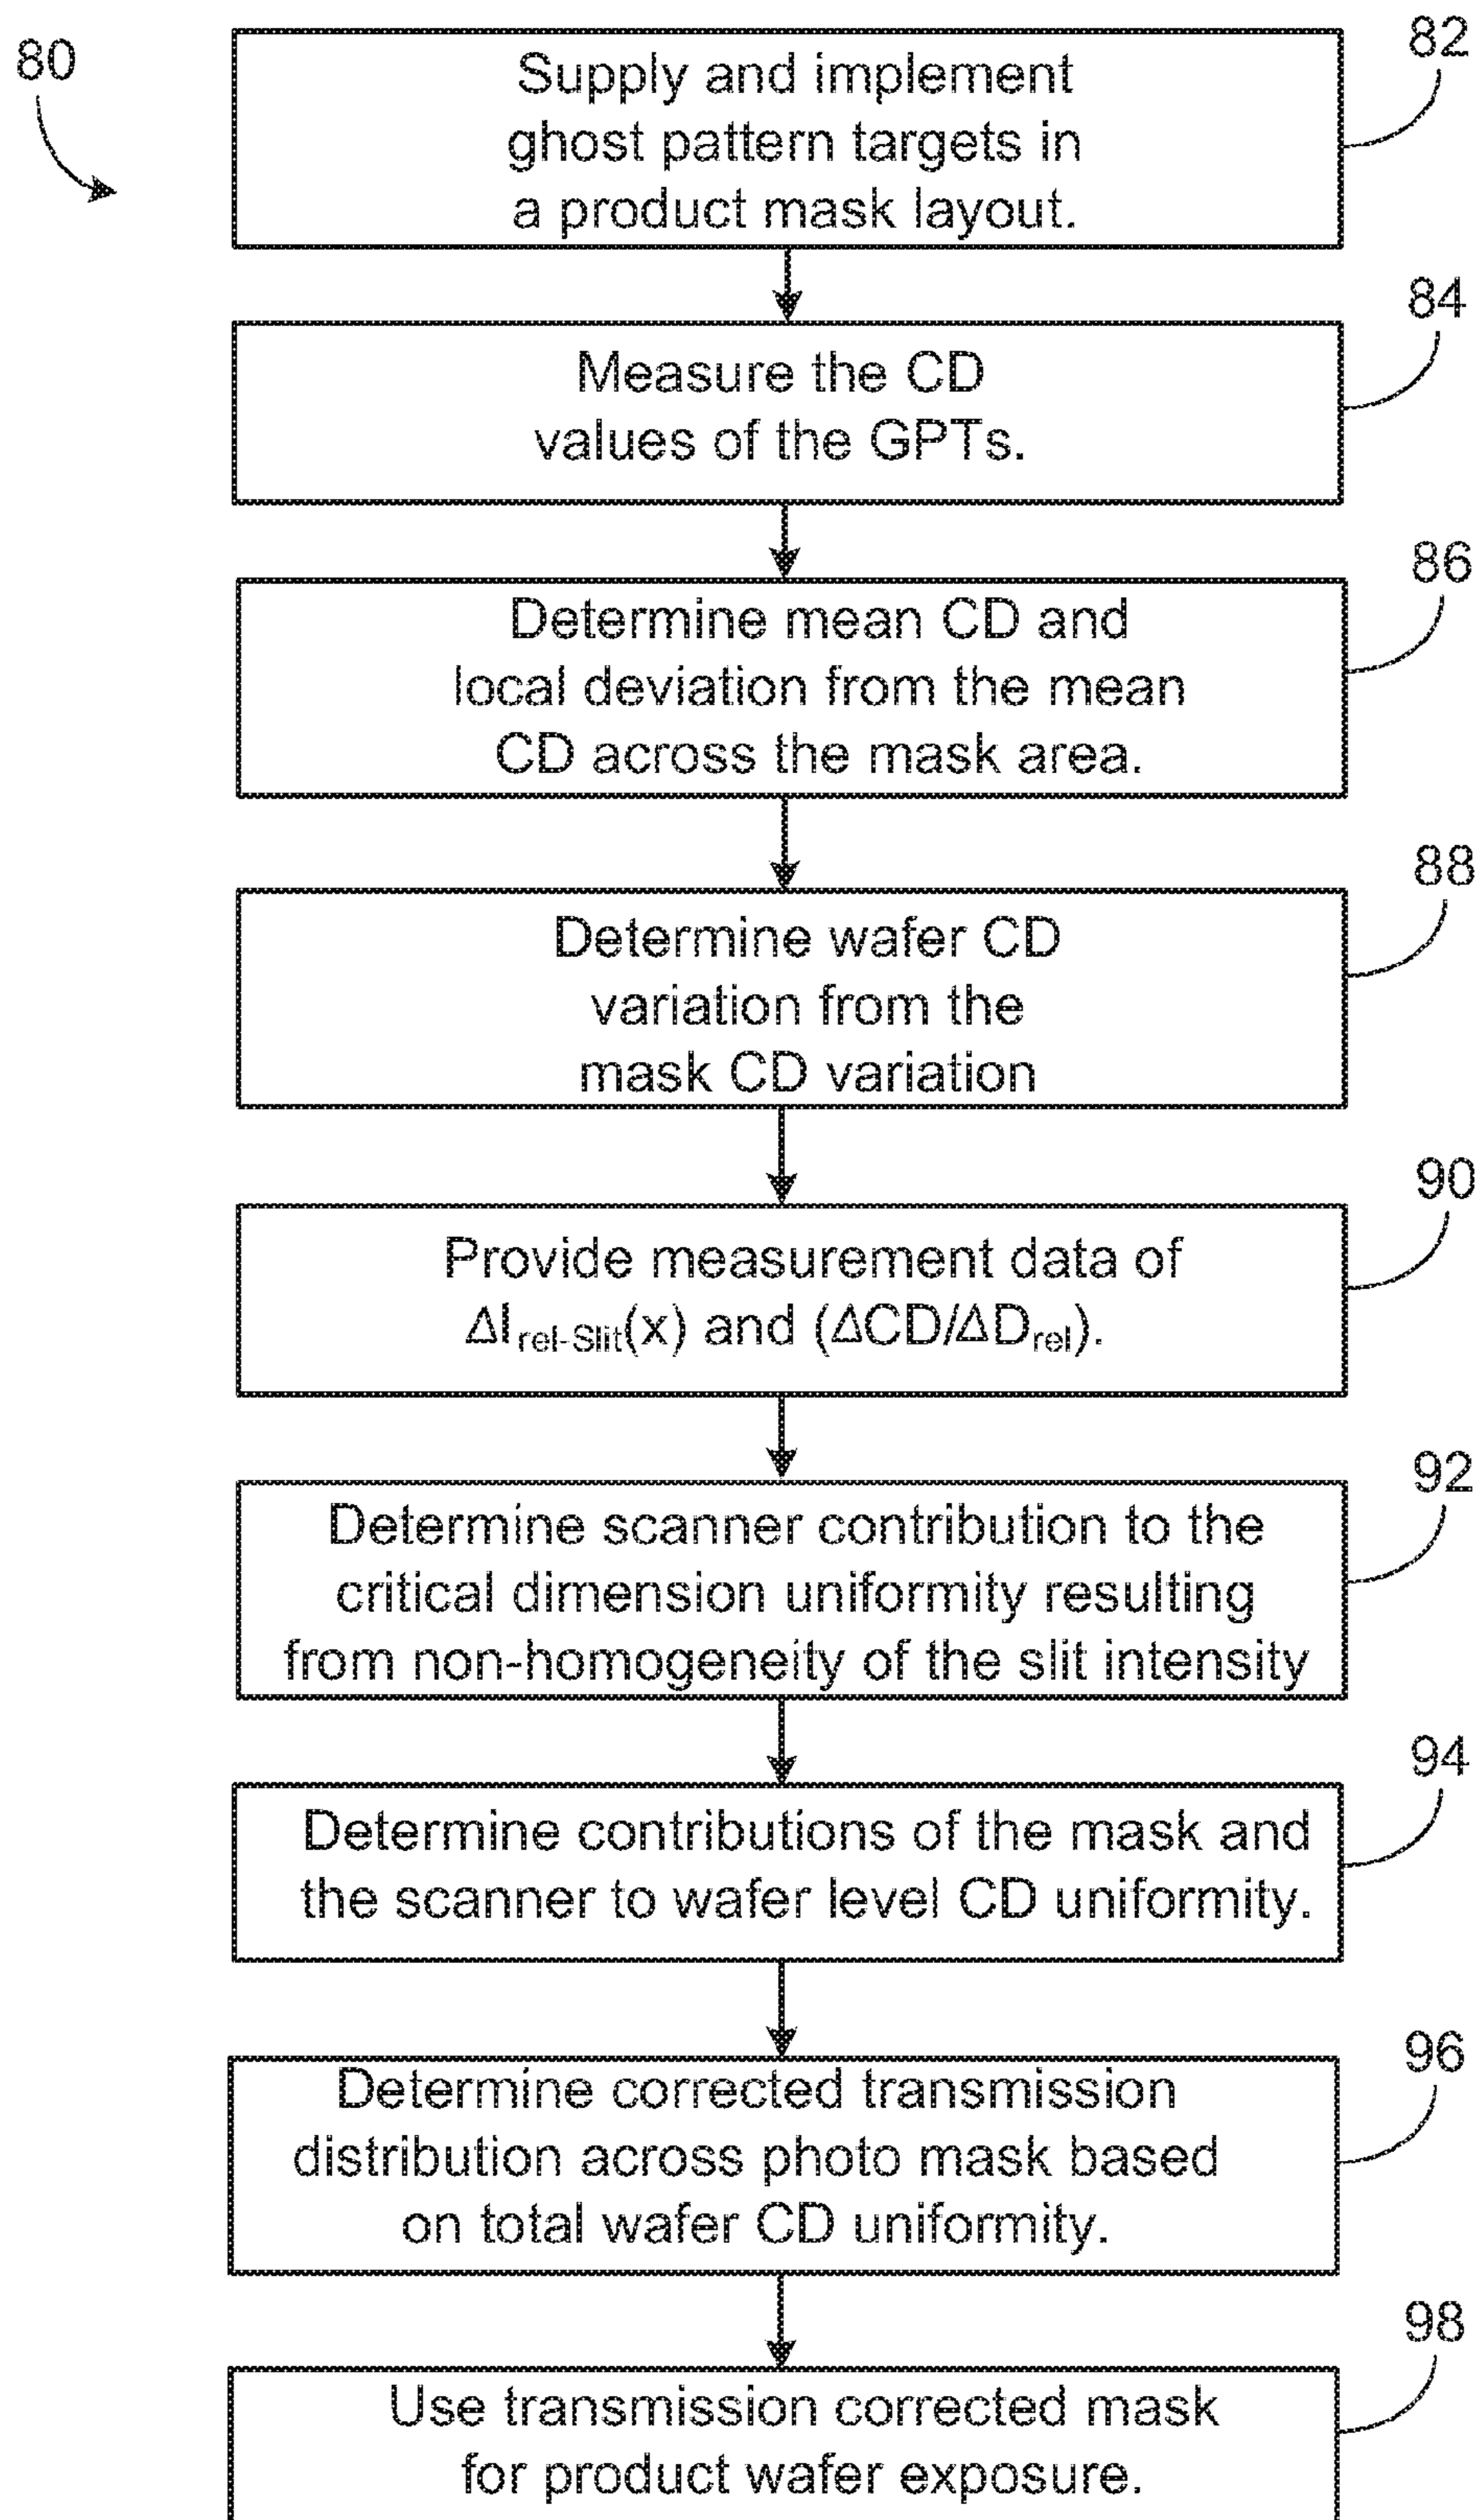 80
82
Supply and implement
ghost pattern targets in
a product mask layout.
84
Measure the CD
values of the GPTs.
86
Determine mean CD and
local deviation from the mean
CD across the mask area.
88
Determine wafer CD
variation from the
mask CD variation
90
Provide measurement data of
ΔI_rel-Slit(x) and (ΔCD/ΔD_rel).
92
Determine scanner contribution to the
critical dimension uniformity resulting
from non-homogeneity of the slit intensity
94
Determine contributions of the mask and
the scanner to wafer level CD uniformity.
96
Determine corrected transmission
distribution across photo mask based
on total wafer CD uniformity.
98
Use transmission corrected mask
for product wafer exposure.